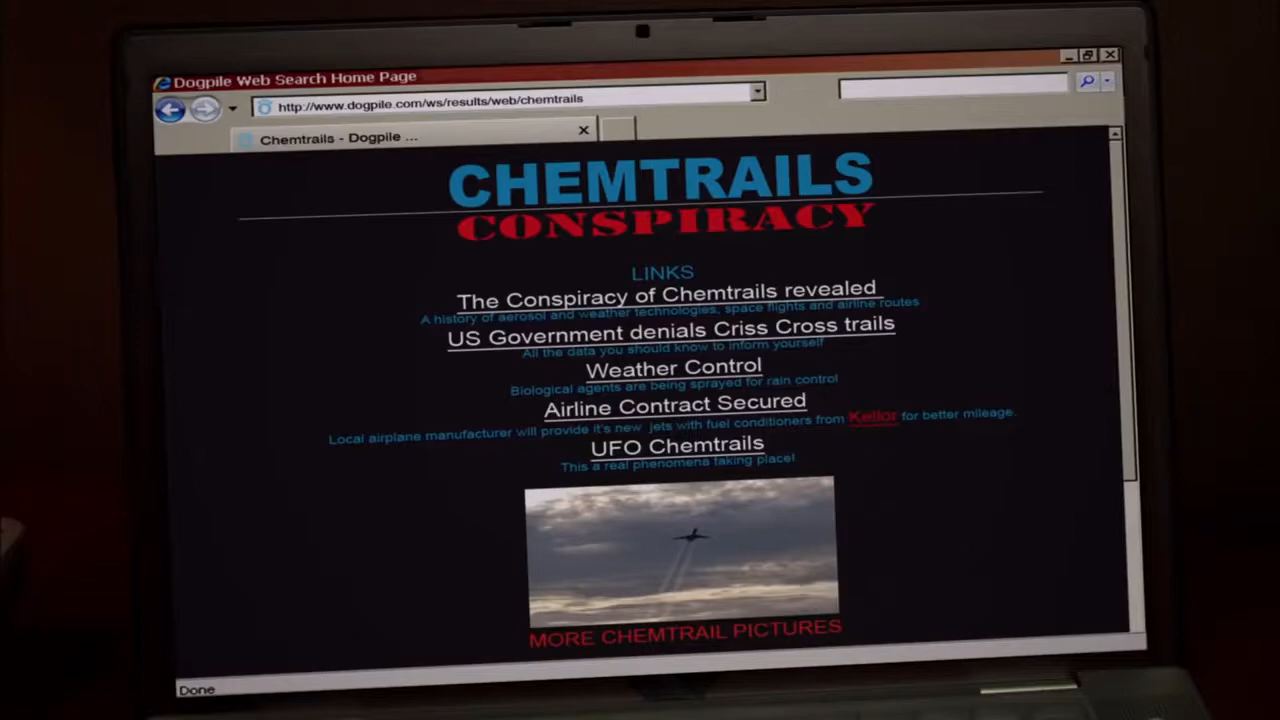 Dogpile Web Search Home Page
http://www.dogpile.com/ws/results/web/chemtrails
Chemtrails - Dogpile ...
CHEMTRAILS
CONSPIRACY
LINKS
The Conspiracy of Chemtrails revealed
A history of aerosol and weather technologies, space flights and airline routes
US Government denials Criss Cross trails
All the data you should know to inform yourself
Weather Control
Biological agents are being sprayed for rain control
Airline Contract Secured
Local airplane manufacturer will provide it's new jets with fuel conditioners from Kellor for better mileage.
UFO Chemtrails
This a real phenomena taking place!
MORE CHEMTRAIL PICTURES
Done